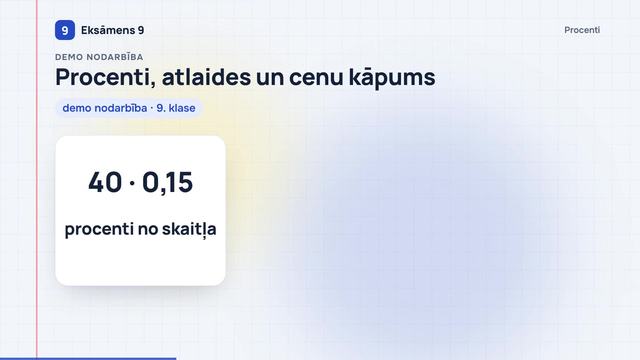 9 Eksāmens 9
Procenti
DEMO NODARBĪBA
Procenti, atlaides un cenu kāpums
demo nodarbība · 9. klase
40 · 0,15
procenti no skaitļa